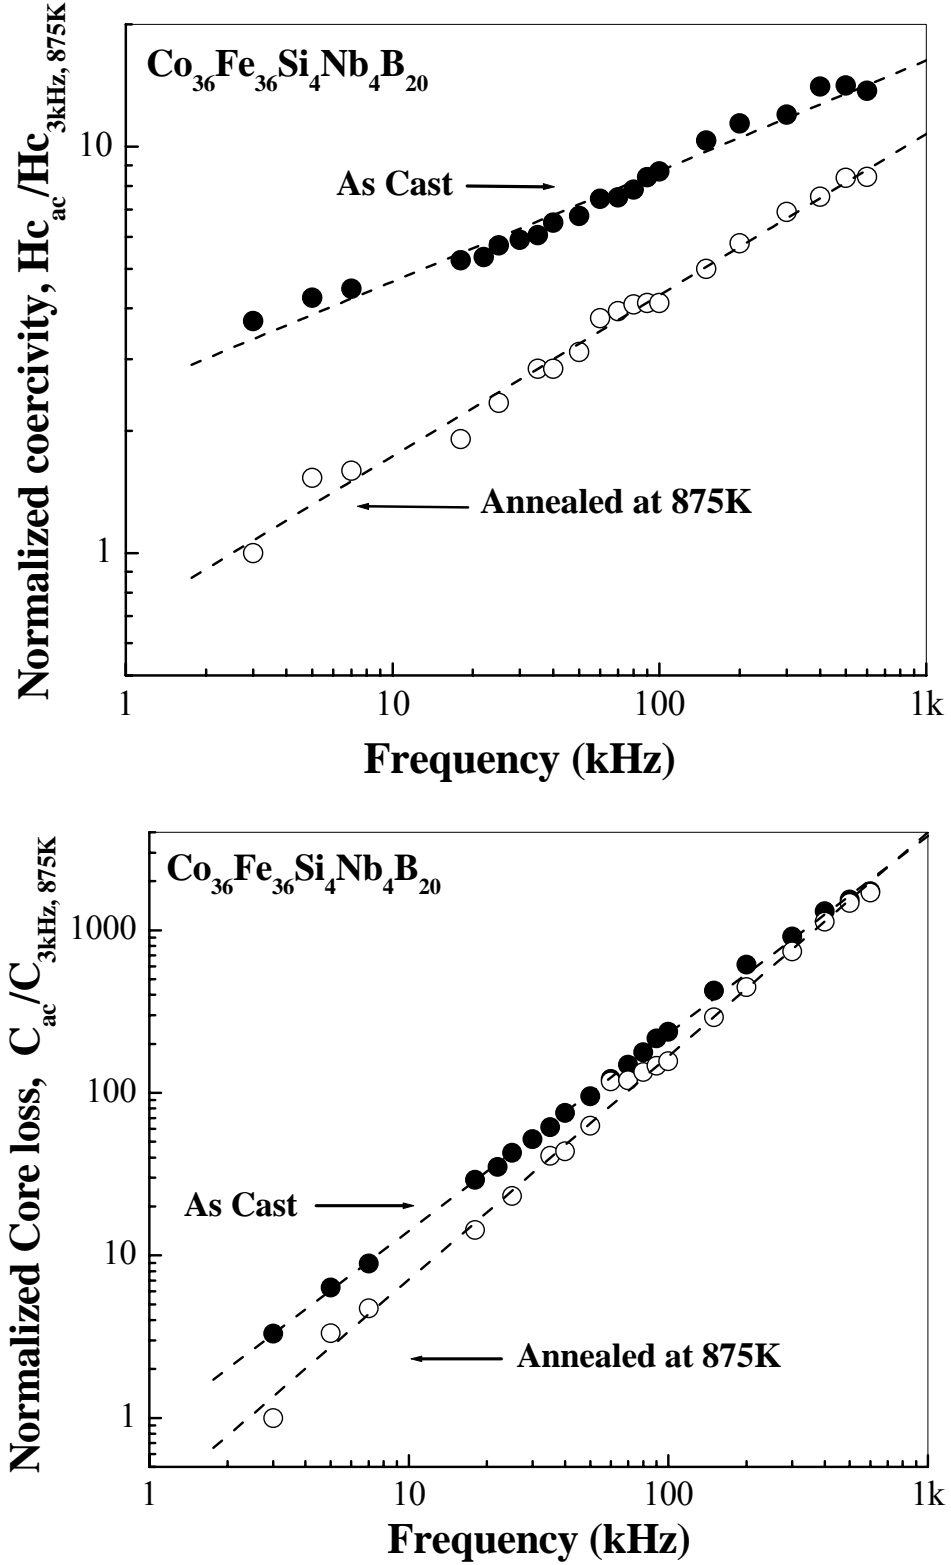 Co36Fe36Si4Nb4B20
Normalized coercivity, Hcac/Hc3kHz, 875K
10
As Cast
Annealed at 875K
1
1 10 100 1k
Frequency (kHz)
Co36Fe36Si4Nb4B20
Normalized Core loss, Cac/C3kHz, 875K
1000
100
As Cast
10
Annealed at 875K
1
1 10 100 1k
Frequency (kHz)